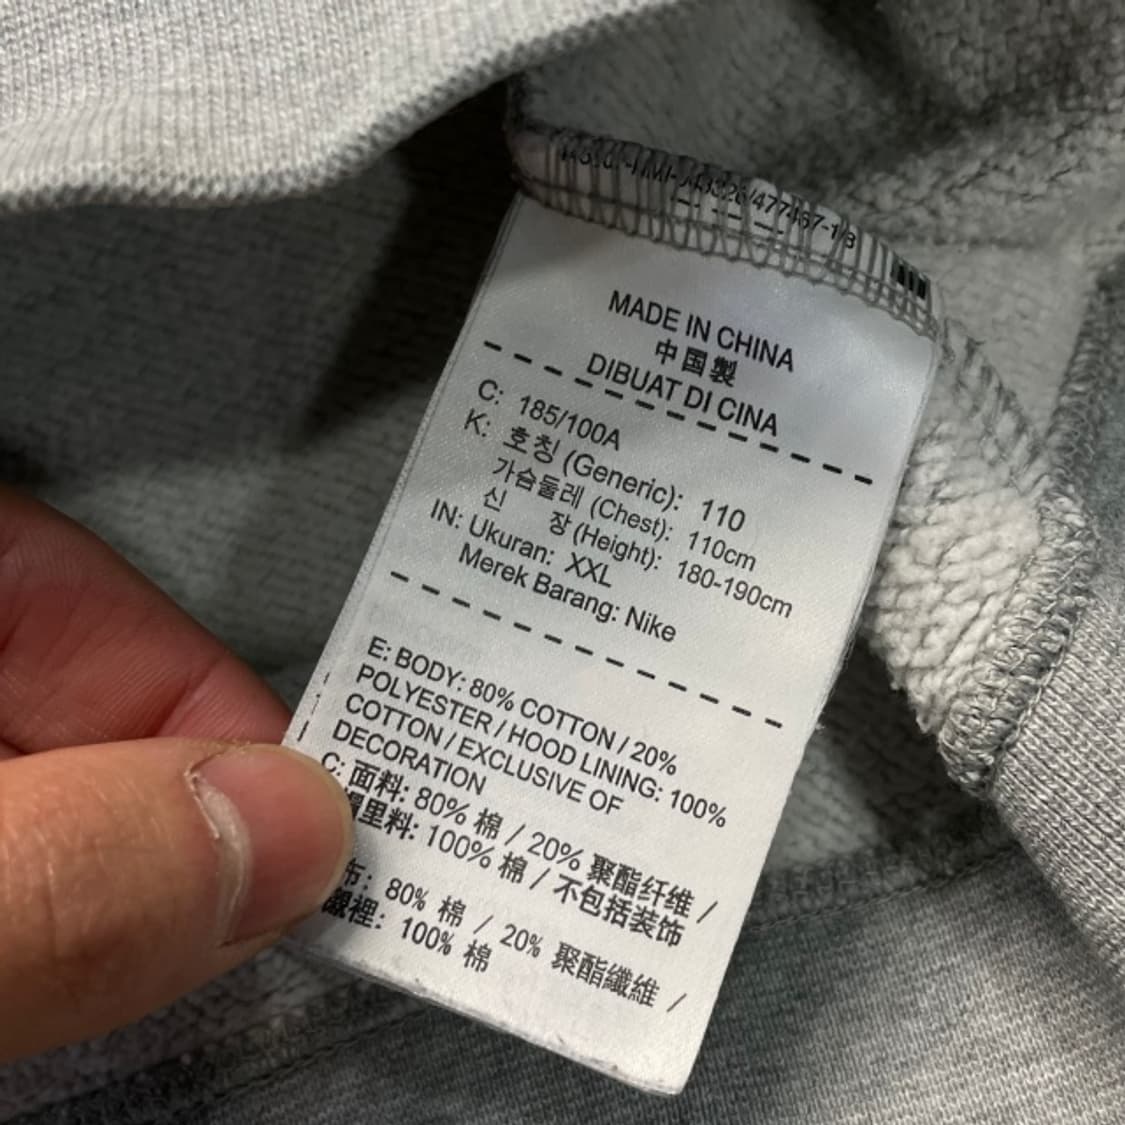 MADE IN CHINA
中国製
DIBUAT DI CINA
C: 185/100A
K: 호칭 (Generic): 110
가슴둘레 (Chest): 110cm
신 장 (Height): 180-190cm
IN: Ukuran: XXL
Merek Barang: Nike
E: BODY: 80% COTTON / 20%
POLYESTER / HOOD LINING: 100%
COTTON / EXCLUSIVE OF
DECORATION
C: 面料: 80% 棉 / 20% 聚酯纤维 /
里料: 100% 棉 / 不包括装饰
布: 80% 棉 / 20% 聚酯纖維 /
襯裡: 100% 棉